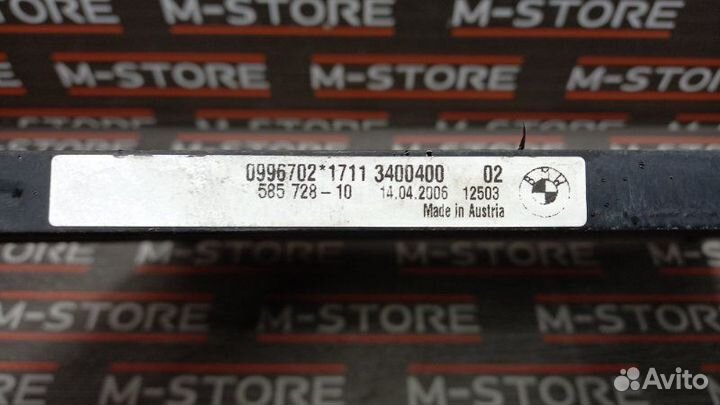 M-STORE M-STORE M-STORE
M-STORE M-STORE
0996702*1711 3400400 02
585 728-10 14.04.2006 12503
Made in Austria
BMW
M-STORE M-STORE
M-STORE M-STORE M-STORE
M-STORE M-STORE
Avito